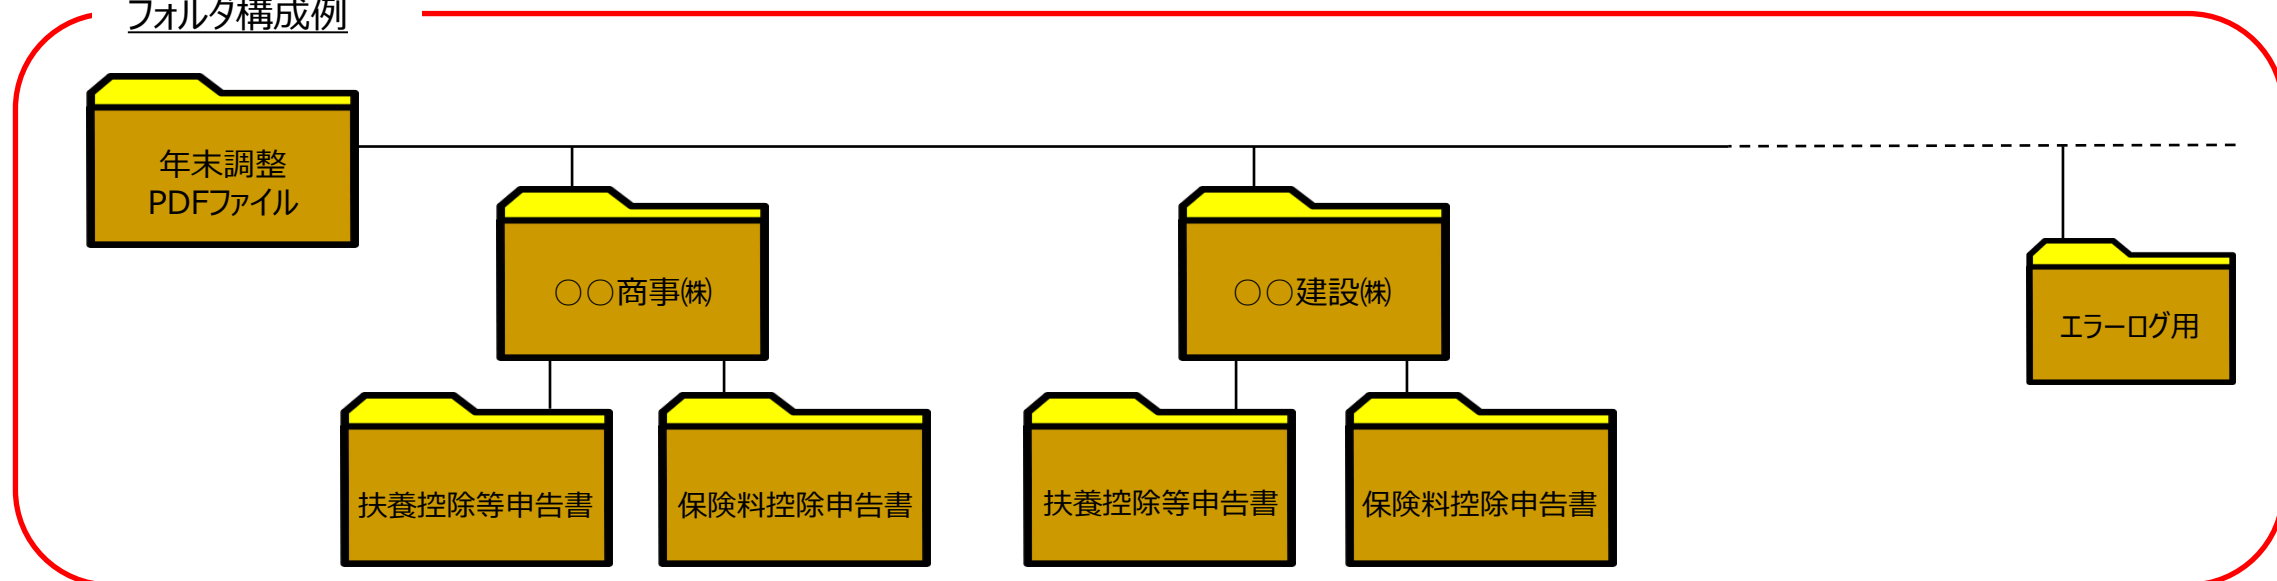 フォルダ構成例
年末調整
PDFファイル
○○商事㈱
○○建設㈱
エラーログ用
扶養控除等申告書
保険料控除申告書
扶養控除等申告書
保険料控除申告書